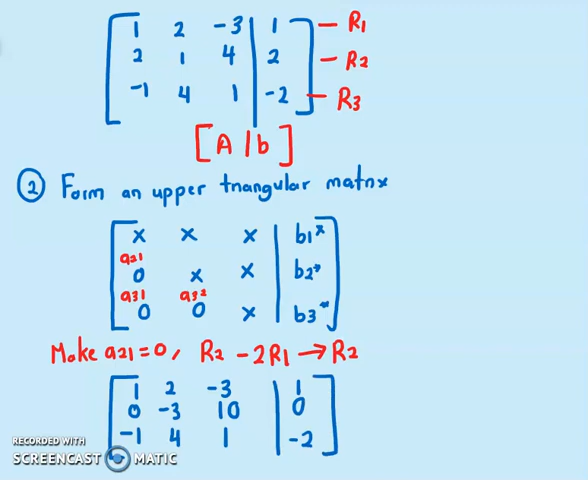 1 2 -3 | 1 — R1
2 1 4 | 2 — R2
-1 4 1 | -2 — R3
[A | b]
② Form an upper triangular matrix
x x x | b1*
a21
0 x x | b2*
a31 a32
0 0 x | b3*
Make a21=0, R2 -2R1 → R2
1 2 -3 | 1
0 -3 10 | 0
-1 4 1 | -2
RECORDED WITH
SCREENCAST MATIC